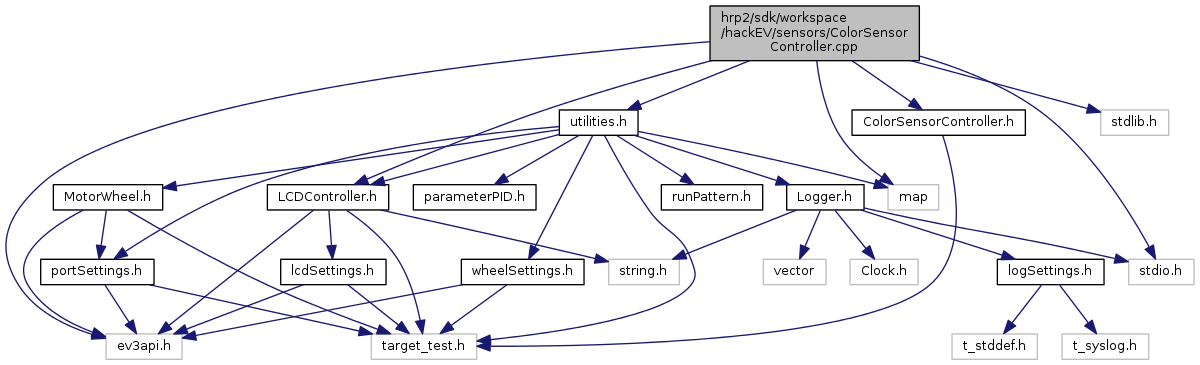 hrp2/sdk/workspace
/hackEV/sensors/ColorSensor
Controller.cpp
utilities.h
ColorSensorController.h
stdlib.h
MotorWheel.h
LCDController.h
parameterPID.h
runPattern.h
Logger.h
map
portSettings.h
lcdSettings.h
wheelSettings.h
string.h
vector
Clock.h
logSettings.h
stdio.h
ev3api.h
target_test.h
t_stddef.h
t_syslog.h